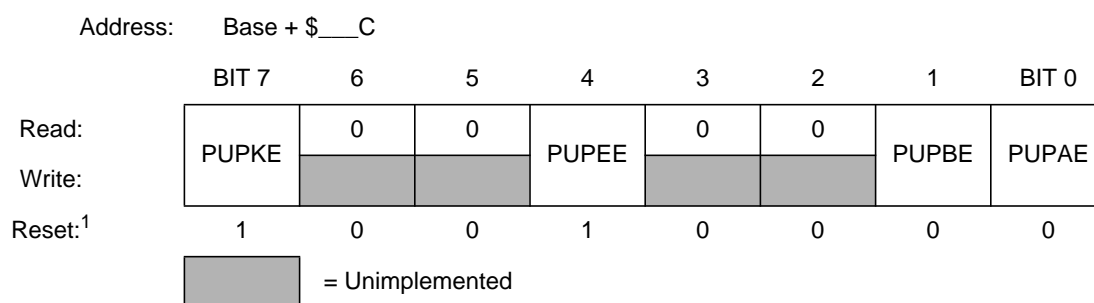 Address: Base + $___C
BIT 7 6 5 4 3 2 1 BIT 0
Read: PUPKE 0 0 PUPEE 0 0 PUPBE PUPAE
Write:
Reset:1 1 0 0 1 0 0 0 0
= Unimplemented